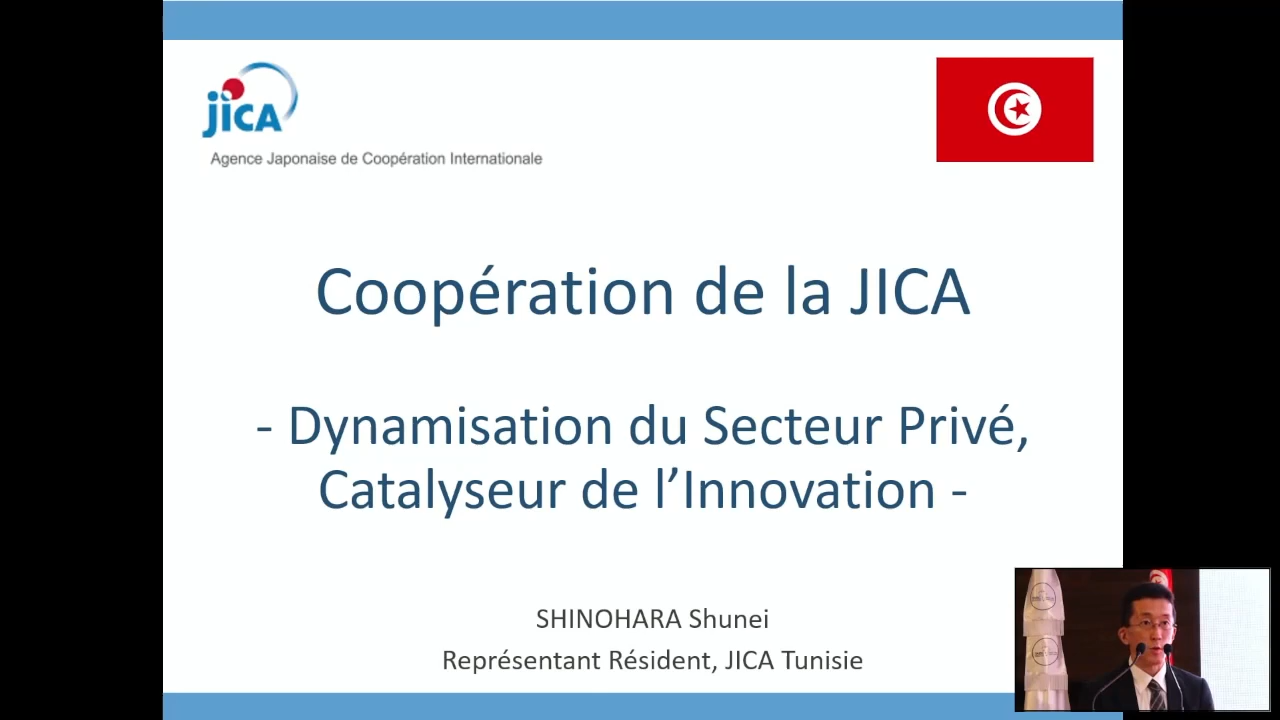 jica
Agence Japonaise de Coopération Internationale
Coopération de la JICA
- Dynamisation du Secteur Privé,
Catalyseur de l’Innovation -
SHINOHARA Shunei
Représentant Résident, JICA Tunisie